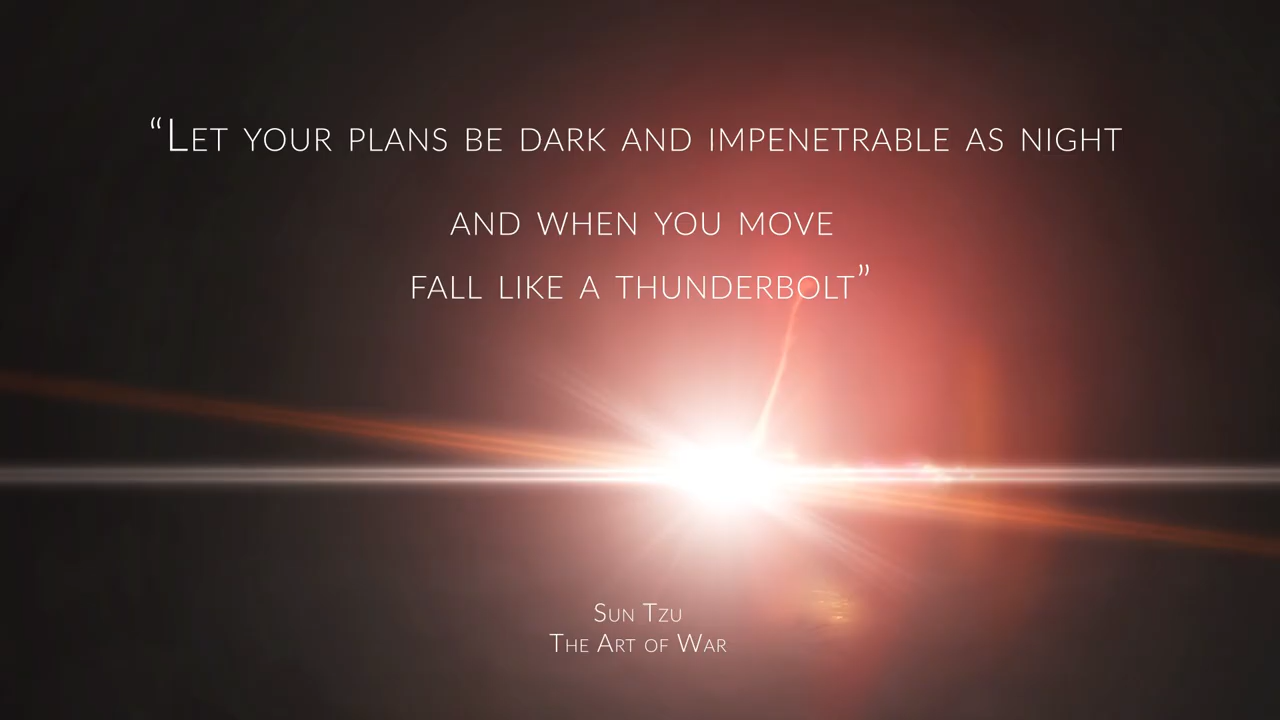 “Let your plans be dark and impenetrable as night
and when you move
fall like a thunderbolt”
Sun Tzu
The Art of War